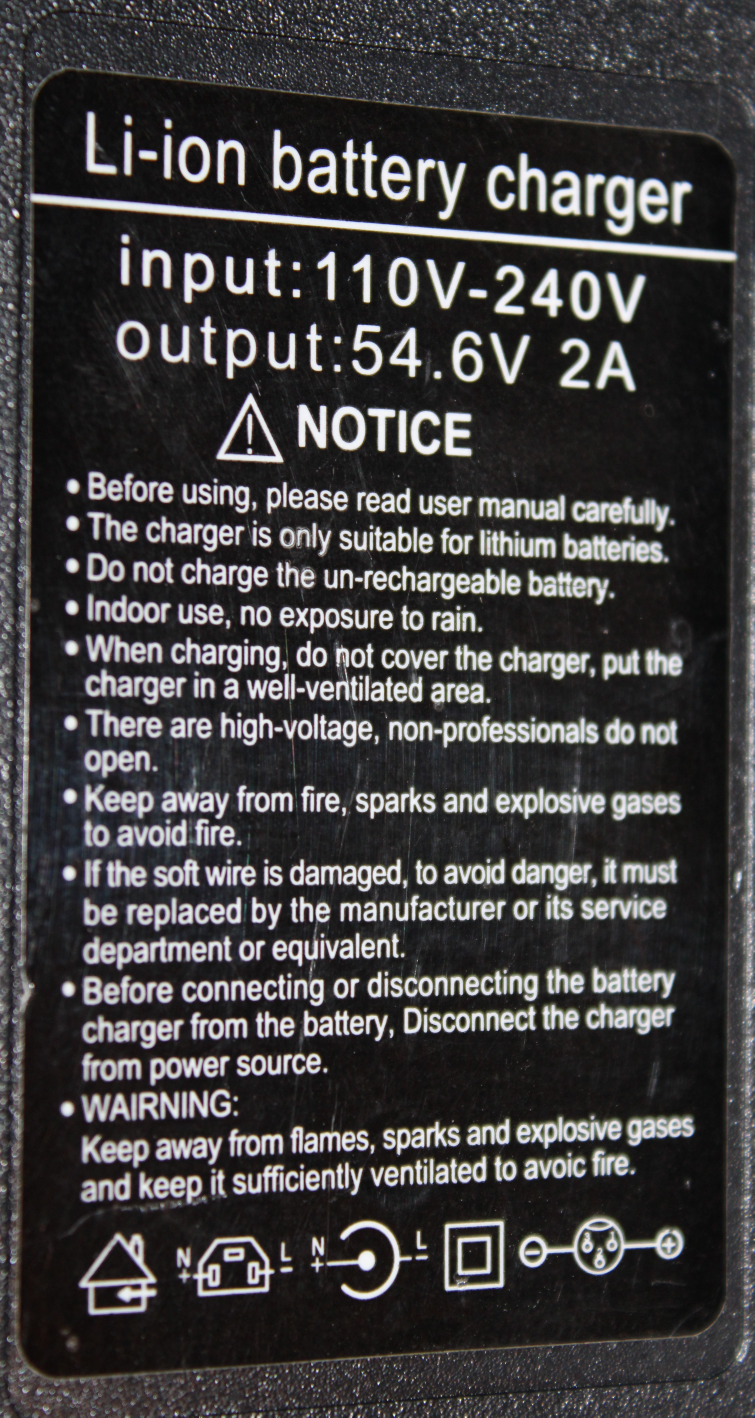 Li-ion battery charger
input:110V-240V
output:54.6V 2A
NOTICE
• Before using, please read user manual carefully.
• The charger is only suitable for lithium batteries.
• Do not charge the un-rechargeable battery.
• Indoor use, no exposure to rain.
• When charging, do not cover the charger, put the
charger in a well-ventilated area.
• There are high-voltage, non-professionals do not
open.
• Keep away from fire, sparks and explosive gases
to avoid fire.
• If the soft wire is damaged, to avoid danger, it must
be replaced by the manufacturer or its service
department or equivalent.
• Before connecting or disconnecting the battery
charger from the battery, Disconnect the charger
from power source.
• WAIRNING:
Keep away from flames, sparks and explosive gases
and keep it sufficiently ventilated to avoic fire.
N + L − N + L − − +